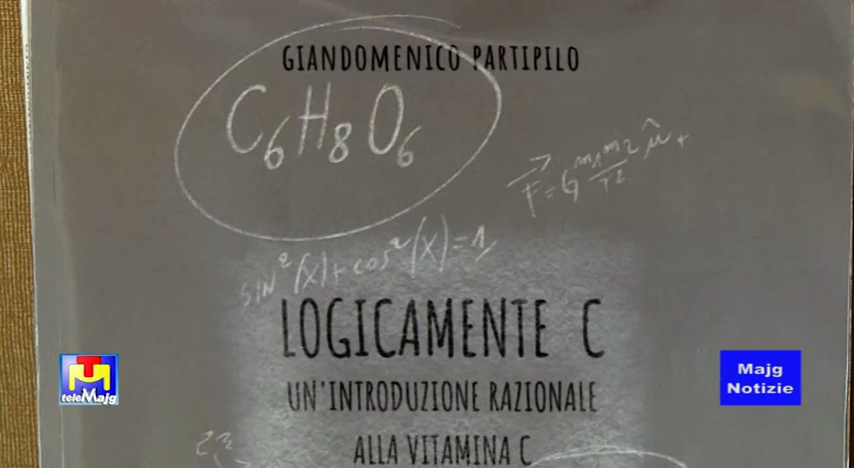 GIANDOMENICO PARTIPILO
C6H8O6
F=G m1m2/r2 û
sin²(x)+cos²(x)=1
LOGICAMENTE C
UN'INTRODUZIONE RAZIONALE
ALLA VITAMINA C
teleMajg
Majg
Notizie